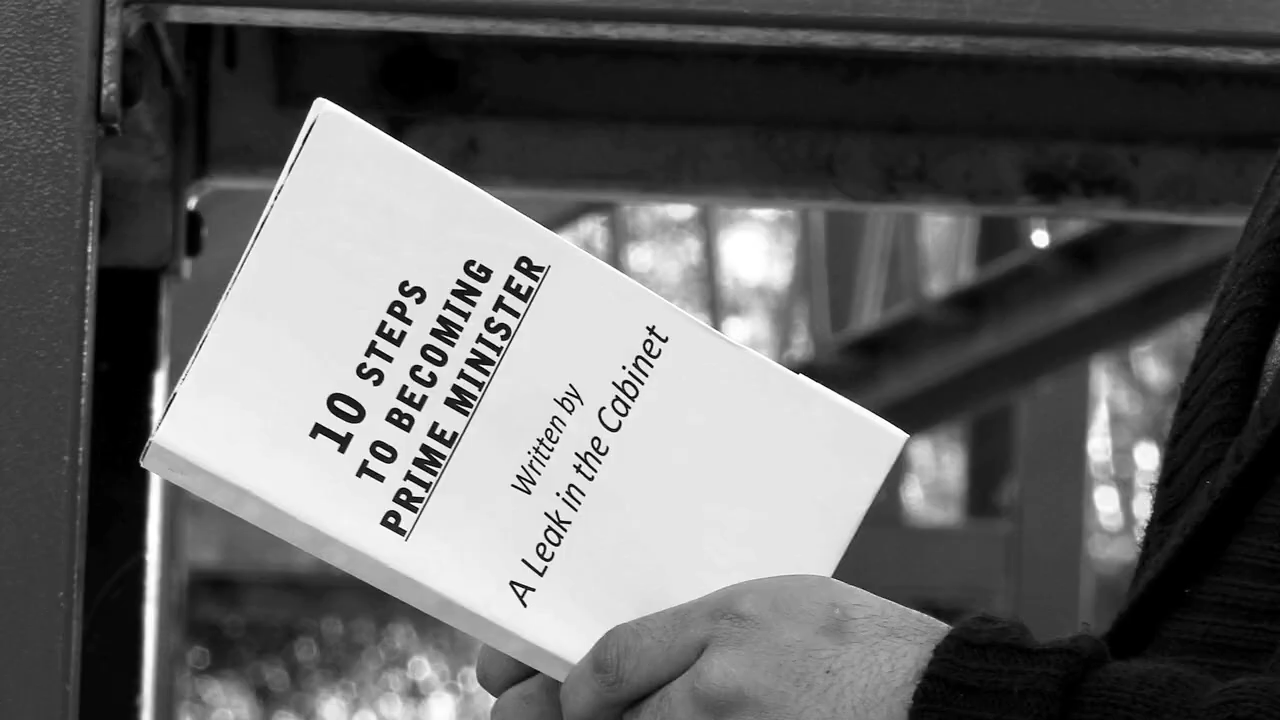 10 STEPS
TO BECOMING
PRIME MINISTER
Written by
A Leak in the Cabinet